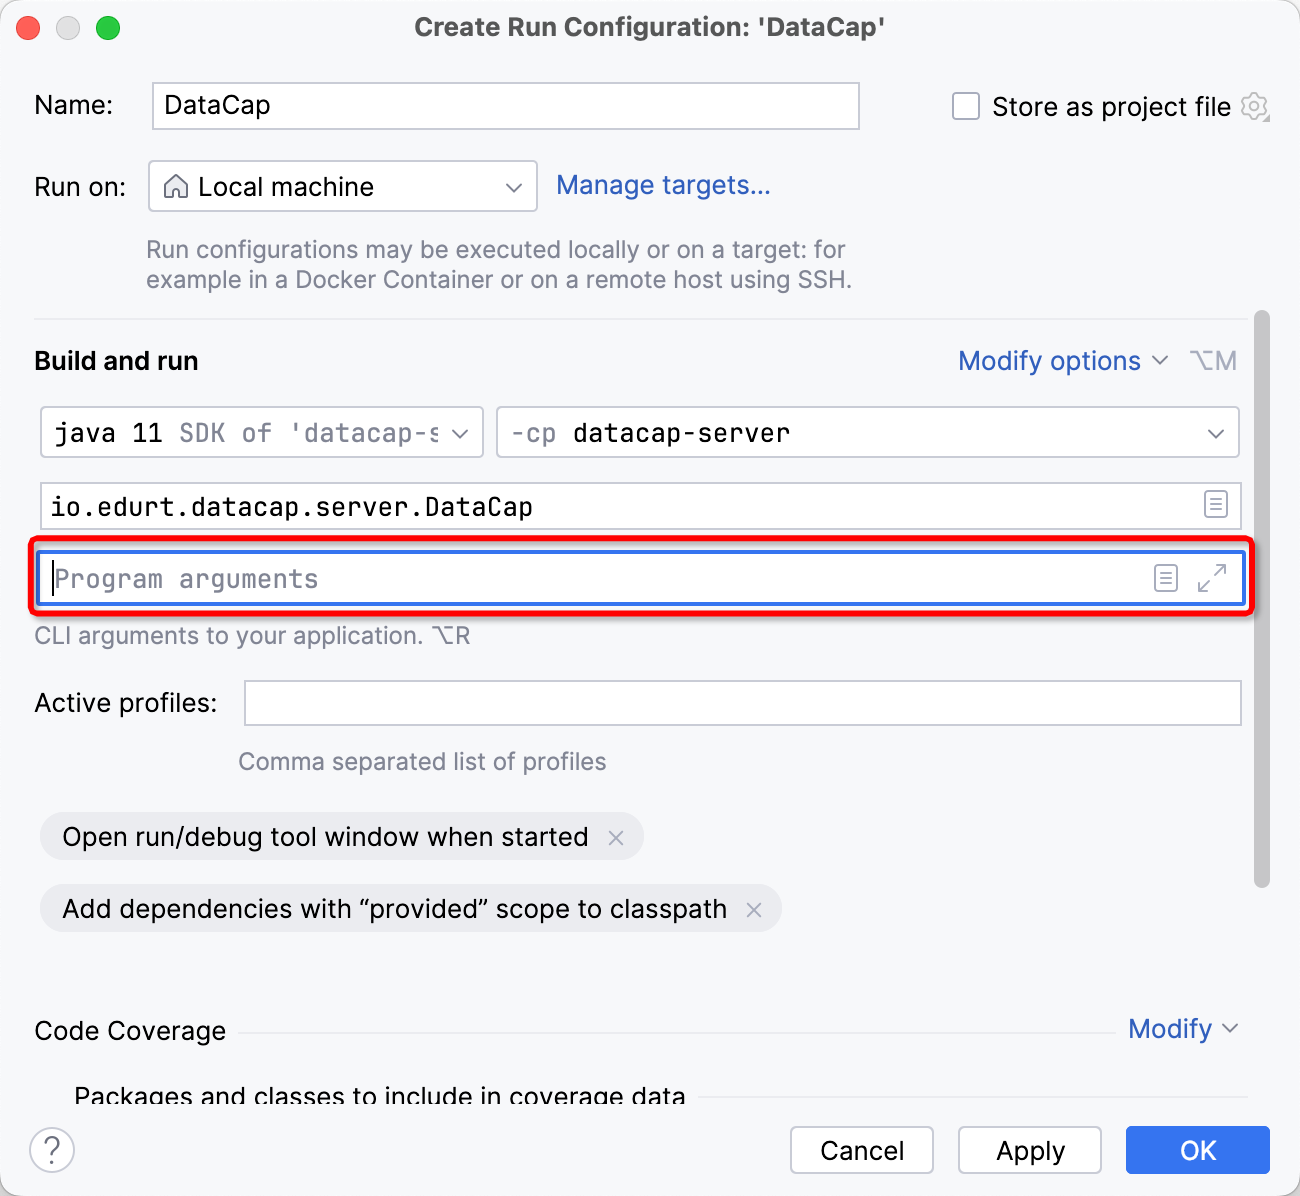 Create Run Configuration: 'DataCap'
Name: DataCap Store as project file
Run on: Local machine Manage targets...
Run configurations may be executed locally or on a target: for
example in a Docker Container or on a remote host using SSH.
Build and run Modify options ⌥M
java 11 SDK of 'datacap-s -cp datacap-server
io.edurt.datacap.server.DataCap
Program arguments
CLI arguments to your application. ⌥R
Active profiles:
Comma separated list of profiles
Open run/debug tool window when started ×
Add dependencies with “provided” scope to classpath ×
Code Coverage Modify
Packages and classes to include in coverage data
? Cancel Apply OK